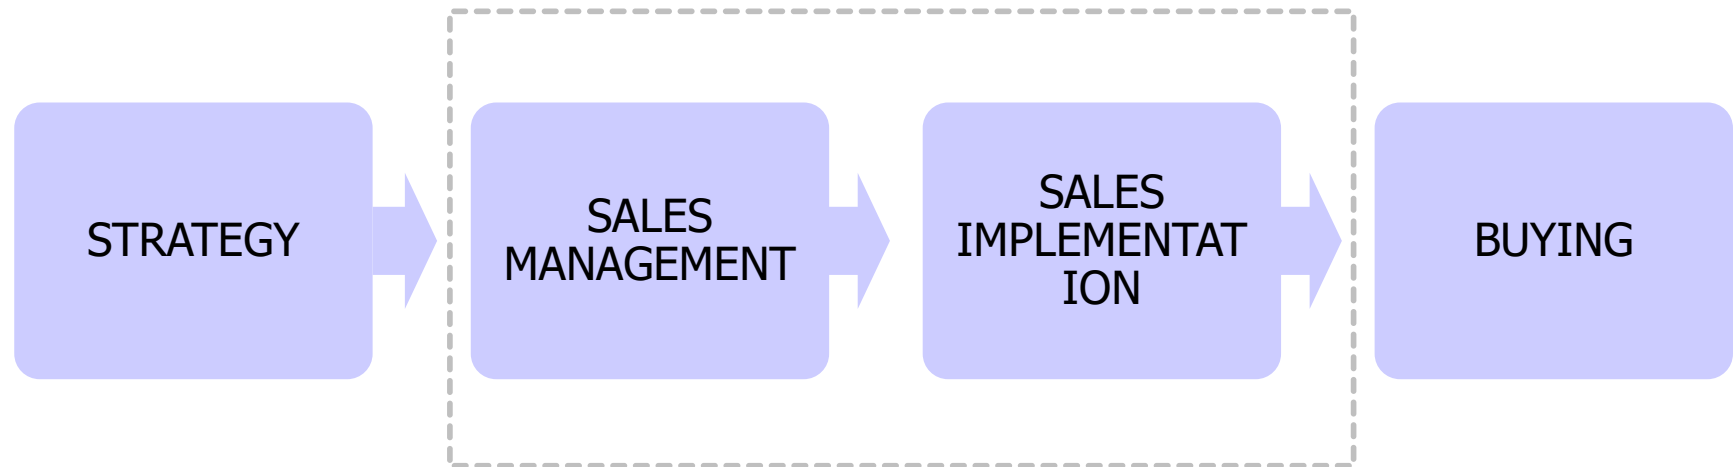 STRATEGY
SALES
MANAGEMENT
SALES
IMPLEMENTAT
ION
BUYING